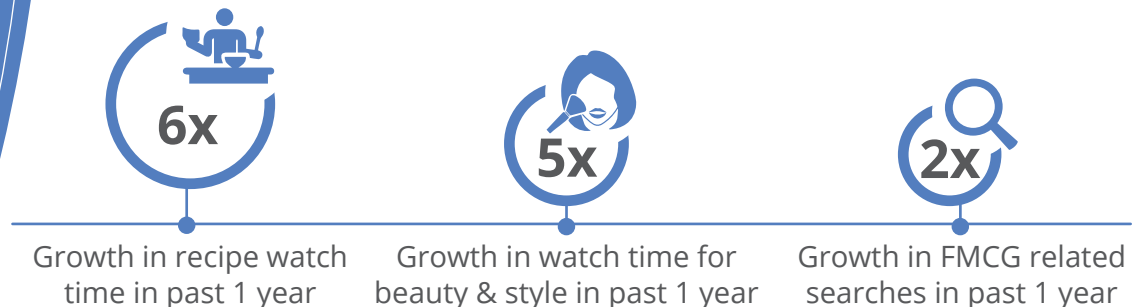 6x
Growth in recipe watch
time in past 1 year
5x
Growth in watch time for
beauty & style in past 1 year
2x
Growth in FMCG related
searches in past 1 year